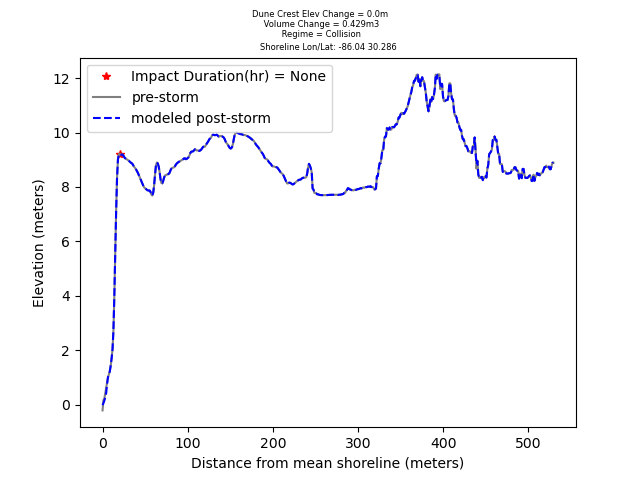 Dune Crest Elev Change = 0.0m
Volume Change = 0.429m3
Regime = Collision
Shoreline Lon/Lat: -86.04 30.286
Impact Duration(hr) = None
pre-storm
modeled post-storm
12
10
8
6
4
2
0
Elevation (meters)
0 100 200 300 400 500
Distance from mean shoreline (meters)